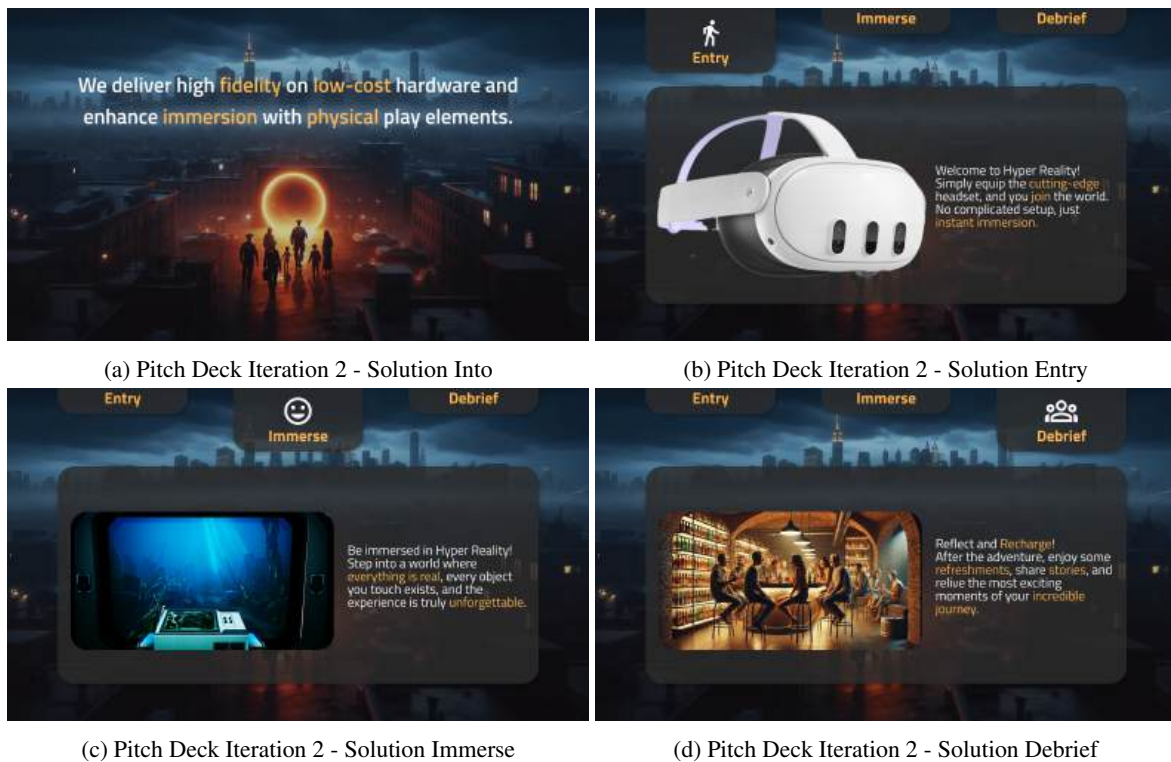 We deliver high fidelity on low-cost hardware and
enhance immersion with physical play elements.
(a) Pitch Deck Iteration 2 - Solution Into
Entry
Immerse
Debrief
Welcome to Hyper Reality!
Simply equip the cutting-edge
headset, and you join the world.
No complicated setup, just
instant immersion.
(b) Pitch Deck Iteration 2 - Solution Entry
Entry
Immerse
Debrief
Be immersed in Hyper Reality!
Step into a world where
everything is real, every object
you touch exists, and the
experience is truly unforgettable.
(c) Pitch Deck Iteration 2 - Solution Immerse
Entry
Immerse
Debrief
Reflect and Recharge!
After the adventure, enjoy some
refreshments, share stories, and
relive the most exciting
moments of your incredible
journey.
(d) Pitch Deck Iteration 2 - Solution Debrief